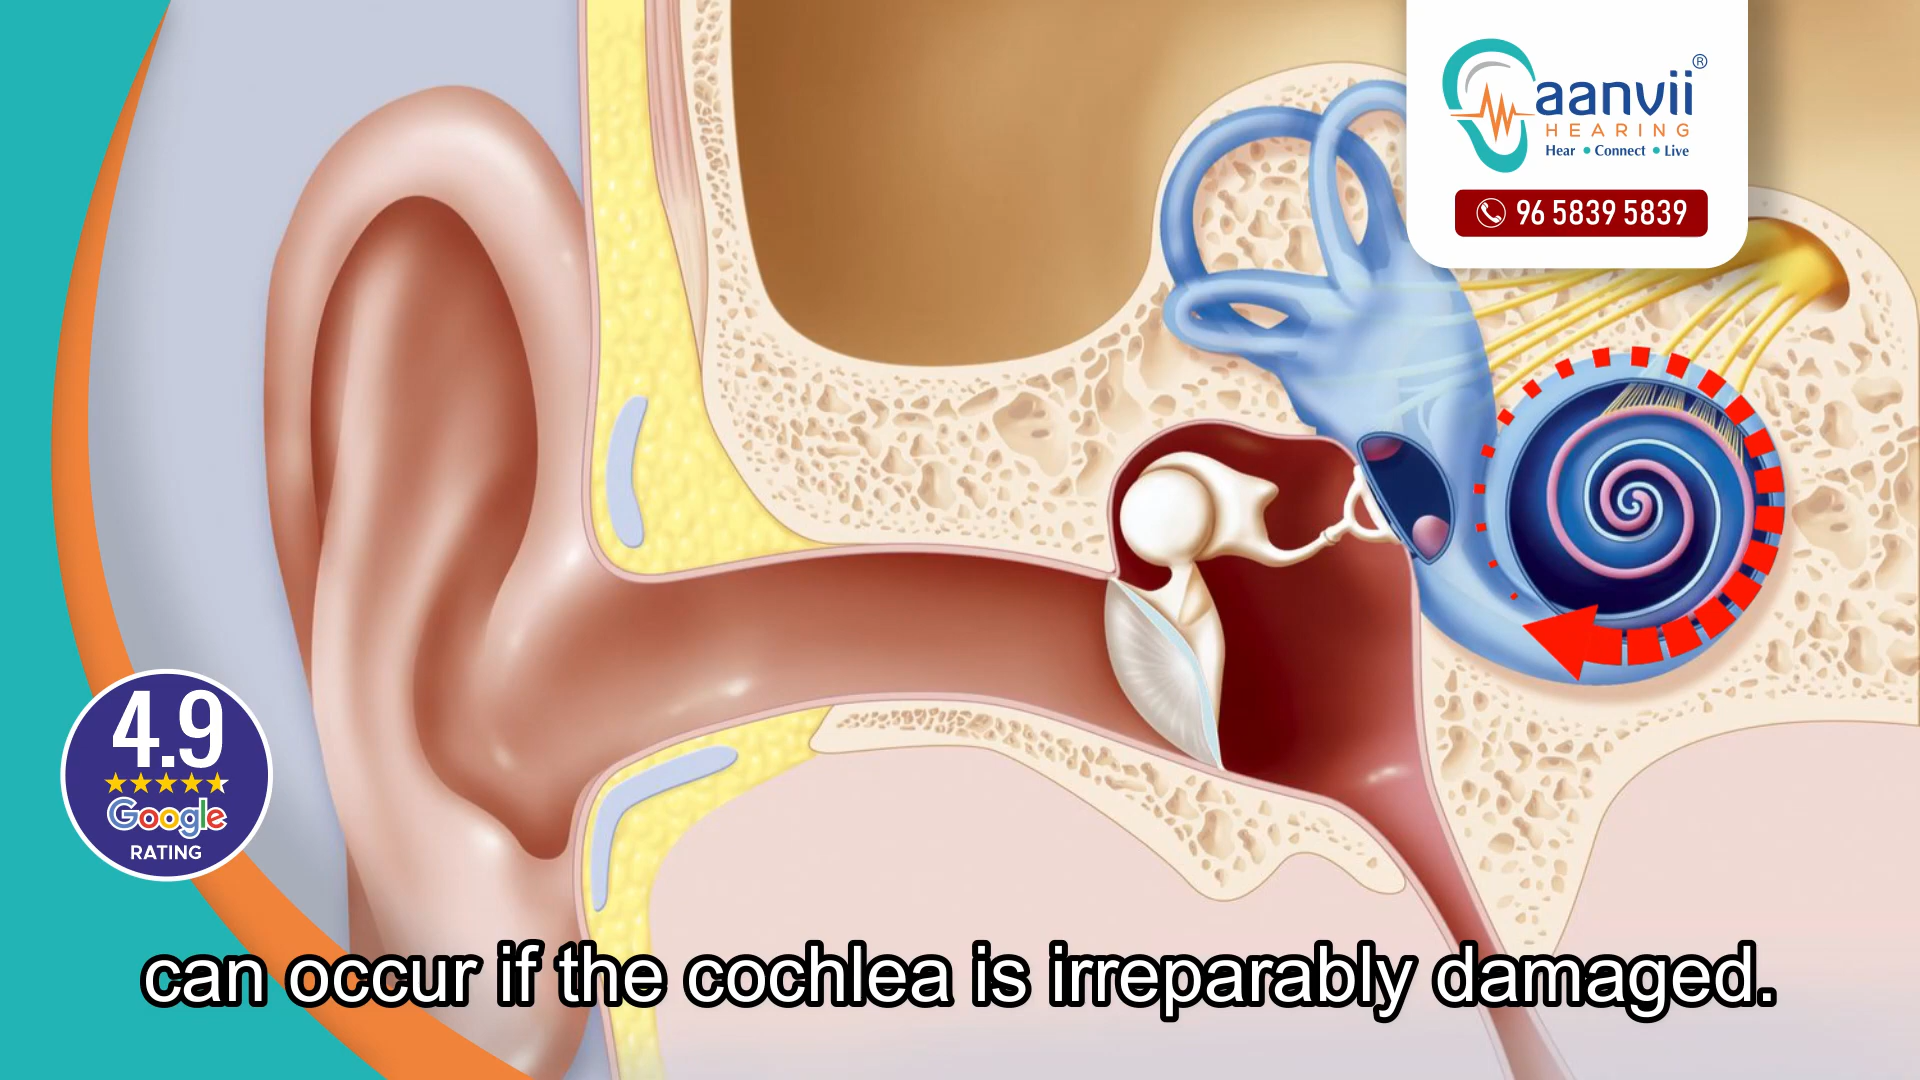 aanvii®
HEARING
Hear • Connect • Live
96 5839 5839
4.9
Google
RATING
can occur if the cochlea is irreparably damaged.